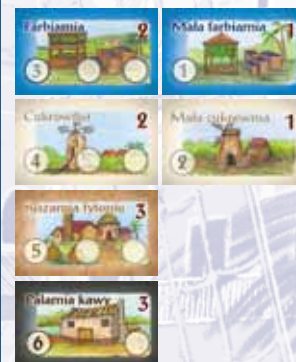 Farbiarnia 2
3
Mała farbiarnia 1
1
Cukrownia 2
4
Mała cukrownia 1
2
Suszarnia tytoniu 3
5
Palarnia kawy 3
6